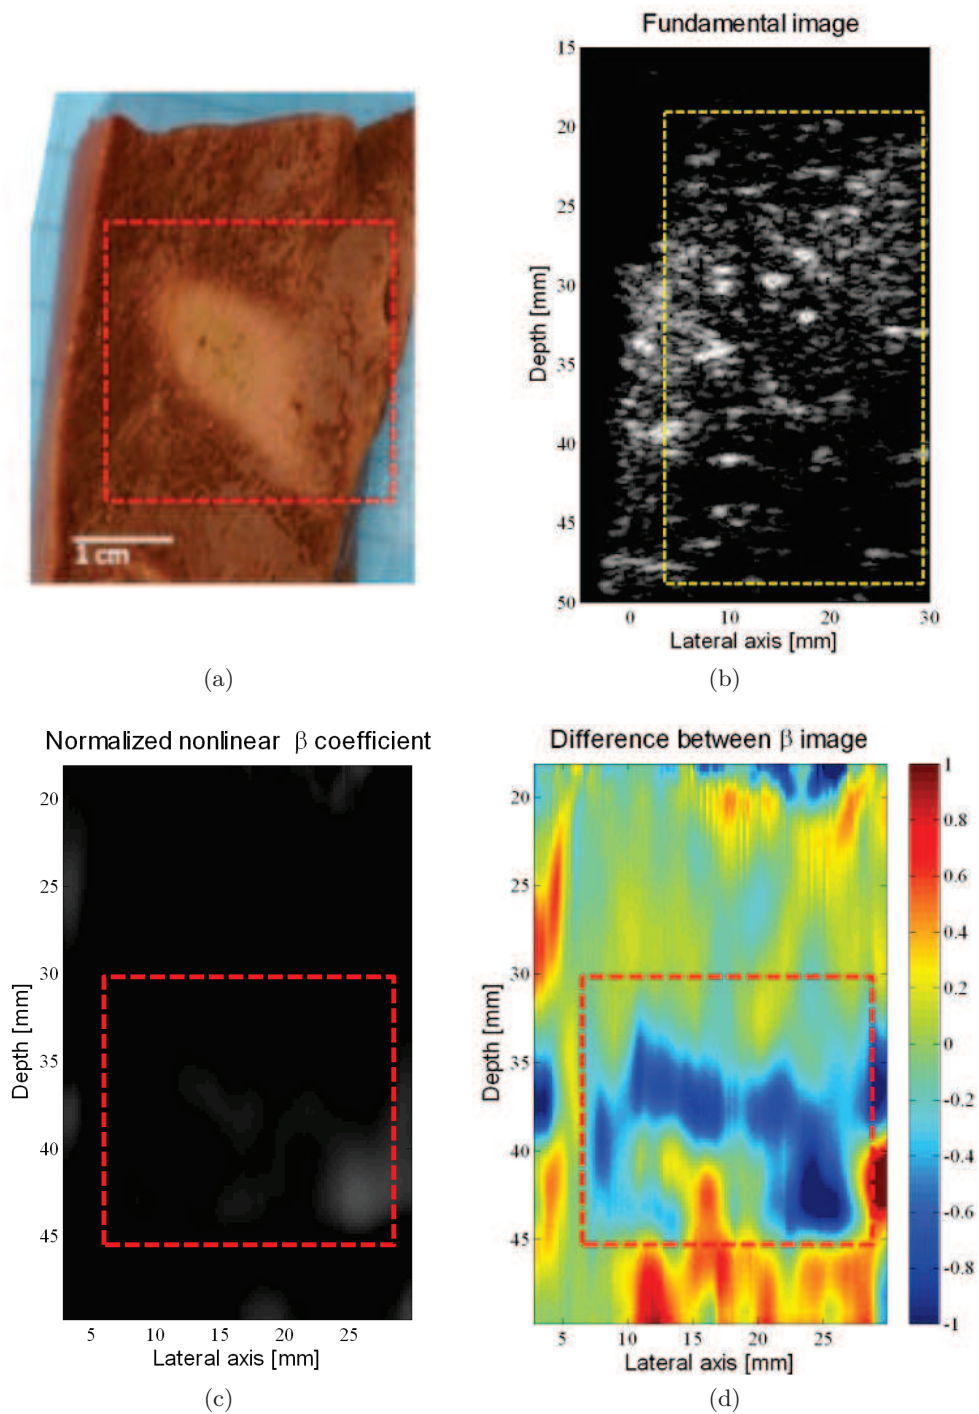 Fundamental image
15
20
25
30
35
40
45
50
Depth [mm]
0 10 20 30
Lateral axis [mm]
1 cm
(a) (b)
Normalized nonlinear β coefficient
20
25
30
35
40
45
Depth [mm]
5 10 15 20 25
Lateral axis [mm]
(c)
Difference between β image
20
25
30
35
40
45
Depth [mm]
5 10 15 20 25
Lateral axis [mm]
1
0.8
0.6
0.4
0.2
0
-0.2
-0.4
-0.6
-0.8
-1
(d)